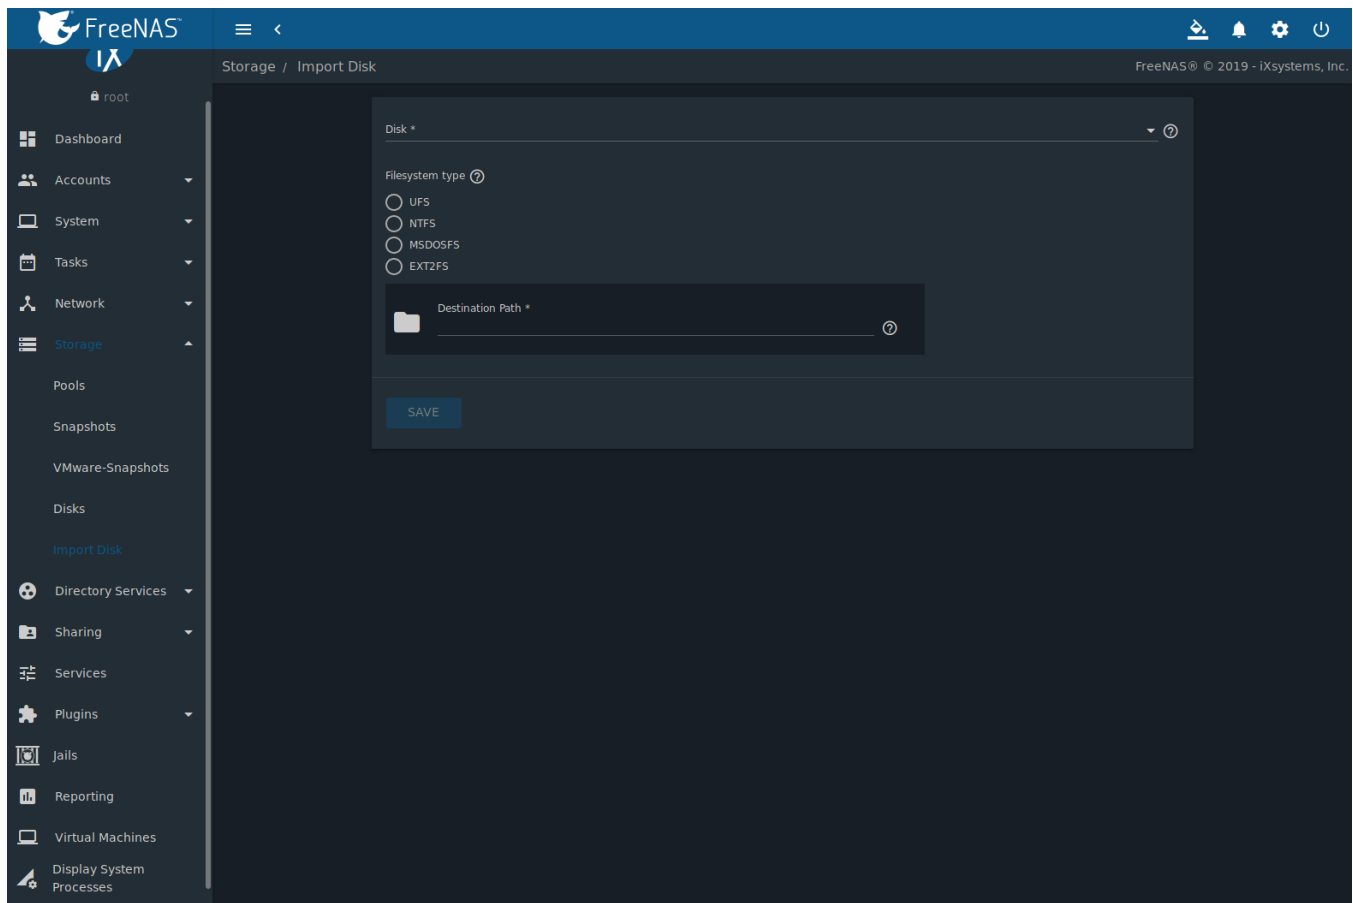 FreeNAS™
Storage / Import Disk
FreeNAS® © 2019 - iXsystems, Inc.
iX
root
Dashboard
Accounts
System
Tasks
Network
Storage
Pools
Snapshots
VMware-Snapshots
Disks
Import Disk
Directory Services
Sharing
Services
Plugins
Jails
Reporting
Virtual Machines
Display System
Processes
Disk *
Filesystem type
UFS
NTFS
MSDOSFS
EXT2FS
Destination Path *
SAVE